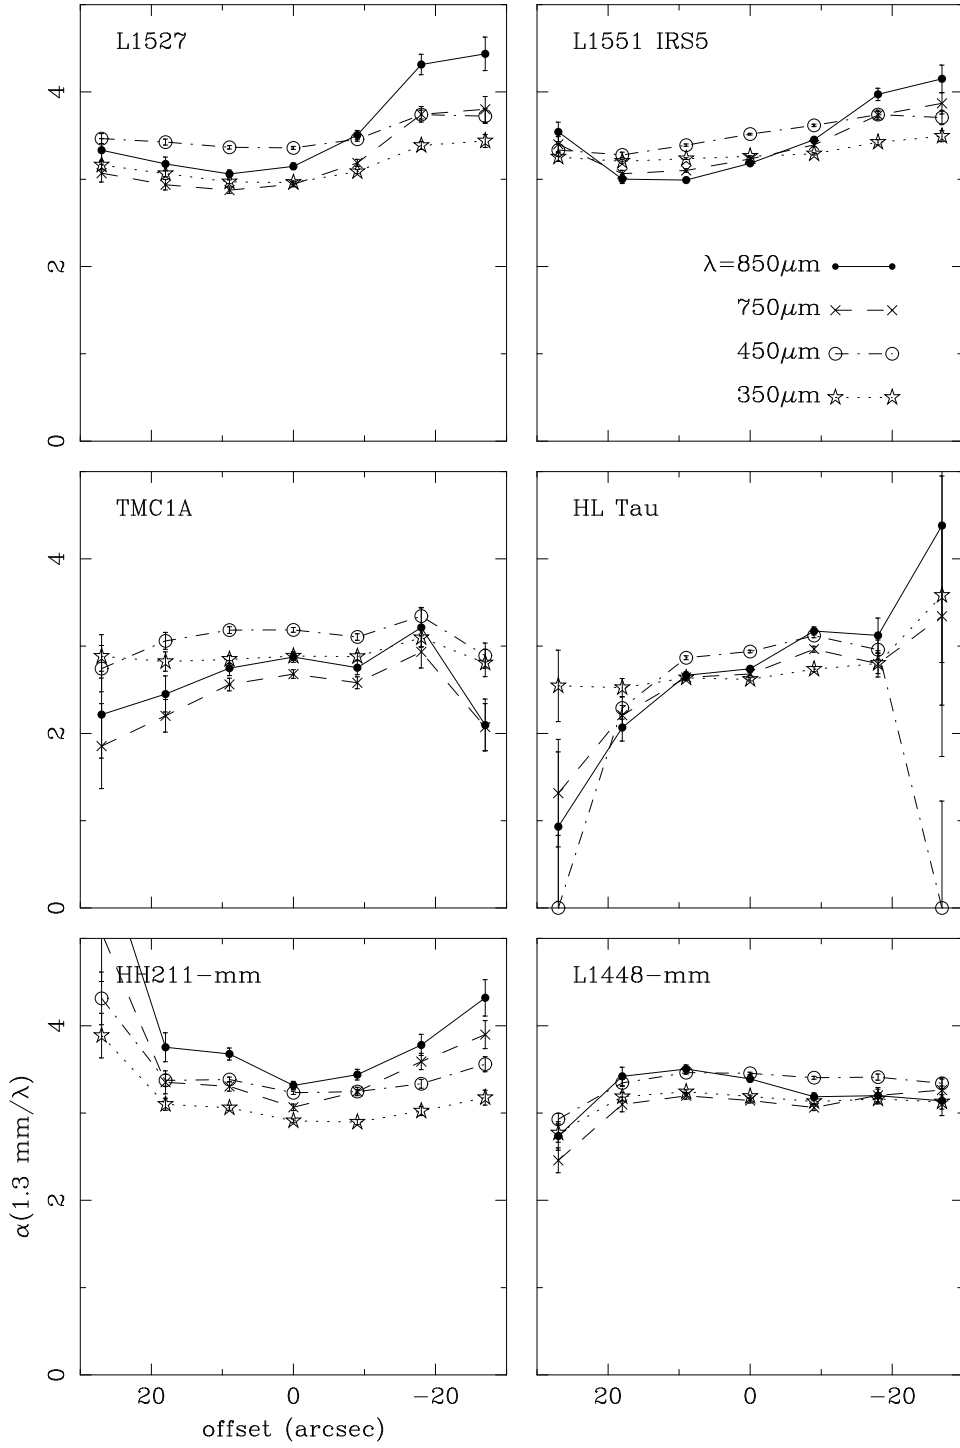 L1527
L1551 IRS5
4
2
0
λ=850μm
750μm
450μm
350μm
TMC1A
HL Tau
4
2
0
HH211-mm
L1448-mm
4
2
0
α(1.3 mm/λ)
20 0 -20
20 0 -20
offset (arcsec)